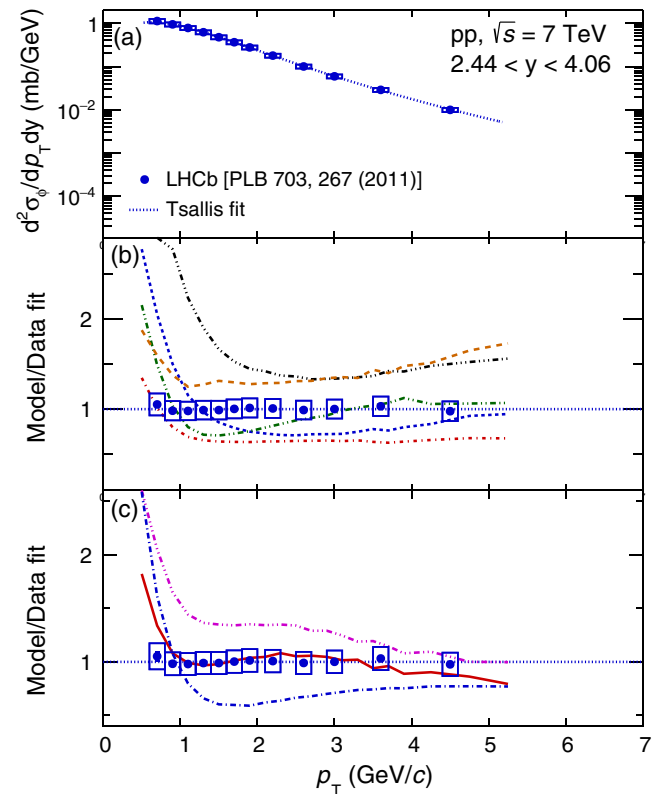 1
10⁻²
10⁻⁴
d²σ_ϕ/dp_T dy (mb/GeV)
(a)
pp, √s = 7 TeV
2.44 < y < 4.06
LHCb [PLB 703, 267 (2011)]
Tsallis fit
(b)
2
1
Model/Data fit
(c)
2
1
Model/Data fit
0 1 2 3 4 5 6 7
p_T (GeV/c)